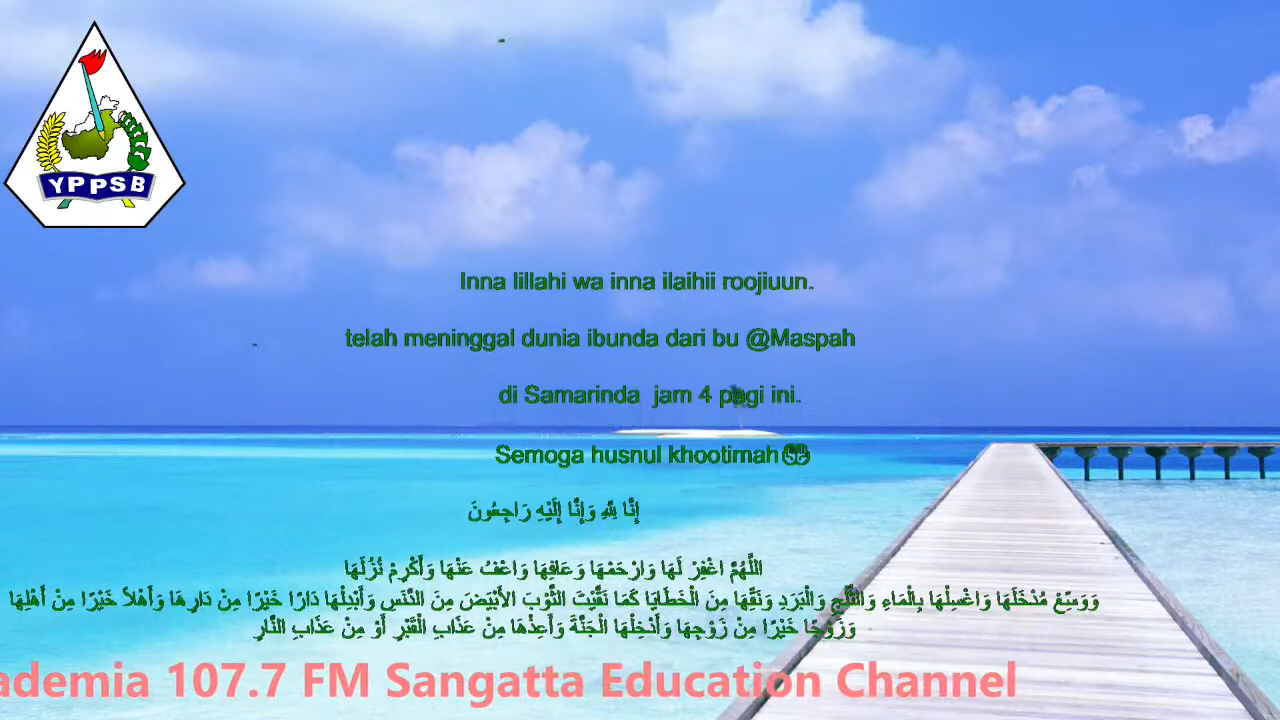 YPPSB
Inna lillahi wa inna ilaihii roojiuun.
telah meninggal dunia ibunda dari bu @Maspah
di Samarinda jam 4 pagi ini.
Semoga husnul khootimah
إِنَّا لِلَّهِ وَإِنَّا إِلَيْهِ رَاجِعُونَ
اللَّهُمَّ اغْفِرْ لَهَا وَارْحَمْهَا وَعَافِهَا وَاعْفُ عَنْهَا وَأَكْرِمْ نُزُلَهَا
وَوَسِّعْ مُدْخَلَهَا وَاغْسِلْهَا بِالْمَاءِ وَالثَّلْجِ وَالْبَرَدِ وَنَقِّهَا مِنَ الْخَطَايَا كَمَا نَقَّيْتَ الثَّوْبَ الأَبْيَضَ مِنَ الدَّنَسِ وَأَبْدِلْهَا دَارًا خَيْرًا مِنْ دَارِهَا وَأَهْلاً خَيْرًا مِنْ أَهْلِهَا
وَزَوْجًا خَيْرًا مِنْ زَوْجِهَا وَأَدْخِلْهَا الْجَنَّةَ وَأَعِذْهَا مِنْ عَذَابِ الْقَبْرِ أَوْ مِنْ عَذَابِ النَّارِ
ademia 107.7 FM Sangatta Education Channel